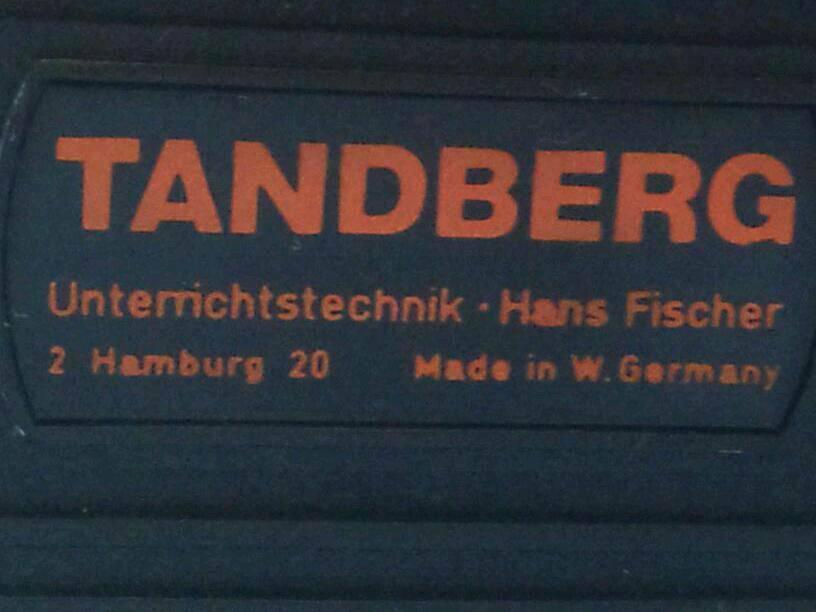 TANDBERG
Unterrichtstechnik · Hans Fischer
2 Hamburg 20 Made in W. Germany